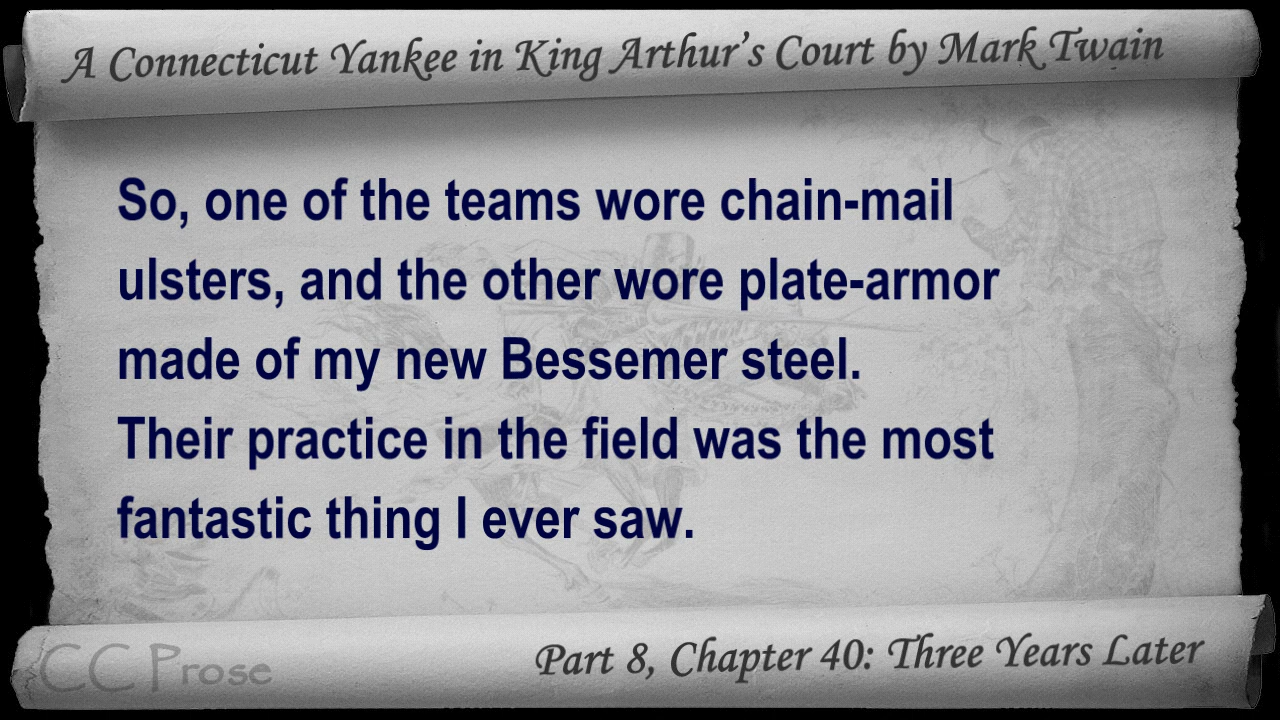 A Connecticut Yankee in King Arthur's Court by Mark Twain
So, one of the teams wore chain-mail
ulsters, and the other wore plate-armor
made of my new Bessemer steel.
Their practice in the field was the most
fantastic thing I ever saw.
CC Prose
Part 8, Chapter 40: Three Years Later